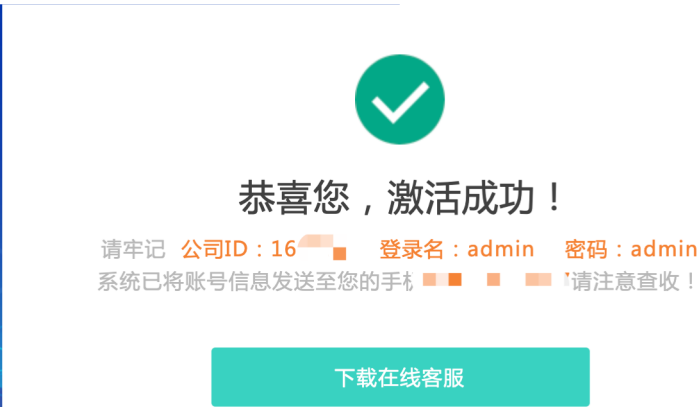 恭喜您，激活成功！
请牢记 公司ID：16 登录名：admin 密码：admin
系统已将账号信息发送至您的手 请注意查收！
下载在线客服